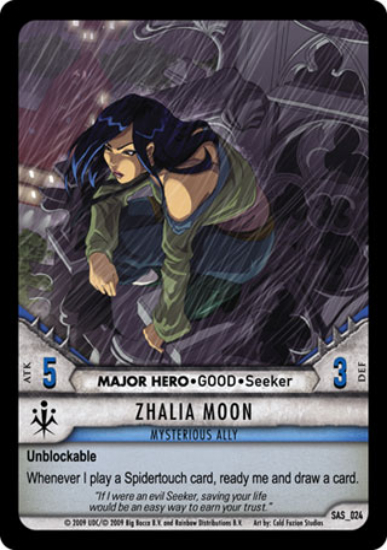 ATK 5 MAJOR HERO•GOOD•Seeker 3 DEF
ZHALIA MOON
MYSTERIOUS ALLY
Unblockable
Whenever I play a Spidertouch card, ready me and draw a card.
"If I were an evil Seeker, saving your life
would be an easy way to earn your trust."
SAS_024
© 2009 UDC/© 2009 Big Bocca B.V. and Rainbow Distributions B.V. Art by: Cold Fusion Studios